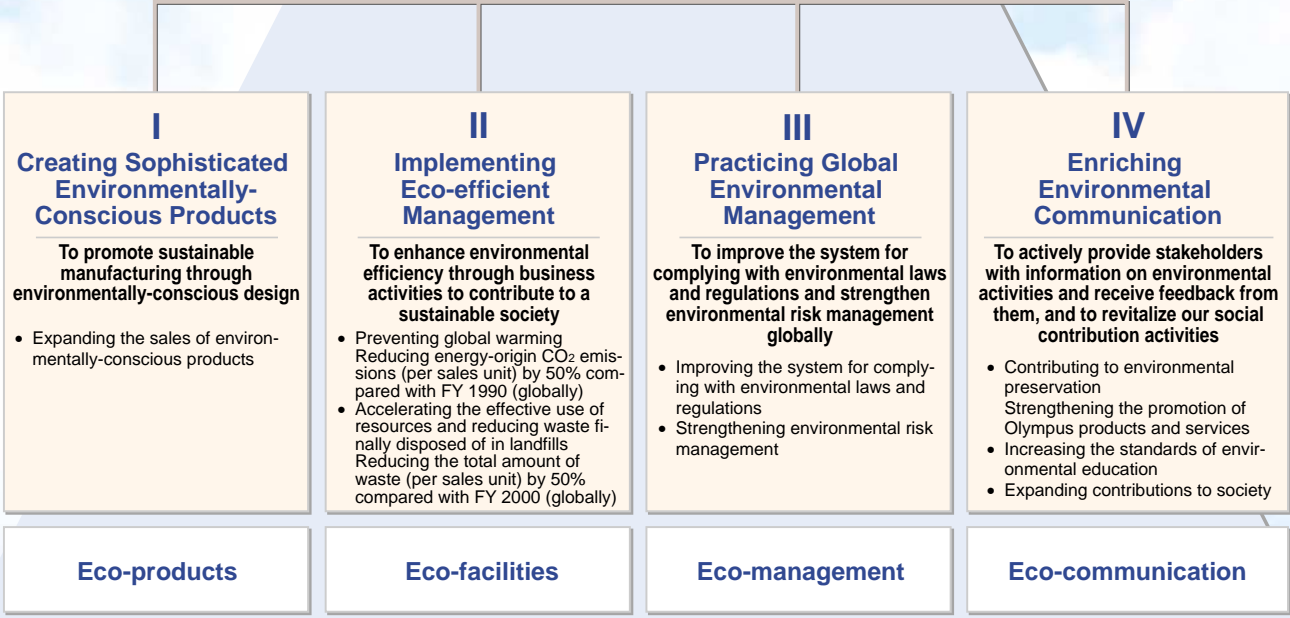 I
Creating Sophisticated
Environmentally-
Conscious Products
To promote sustainable
manufacturing through
environmentally-conscious design
• Expanding the sales of environ-
mentally-conscious products
Eco-products
II
Implementing
Eco-efficient
Management
To enhance environmental
efficiency through business
activities to contribute to a
sustainable society
• Preventing global warming
Reducing energy-origin CO2 emis-
sions (per sales unit) by 50% com-
pared with FY 1990 (globally)
• Accelerating the effective use of
resources and reducing waste fi-
nally disposed of in landfills
Reducing the total amount of
waste (per sales unit) by 50%
compared with FY 2000 (globally)
Eco-facilities
III
Practicing Global
Environmental
Management
To improve the system for
complying with environmental laws
and regulations and strengthen
environmental risk management
globally
• Improving the system for comply-
ing with environmental laws and
regulations
• Strengthening environmental risk
management
Eco-management
IV
Enriching
Environmental
Communication
To actively provide stakeholders
with information on environmental
activities and receive feedback from
them, and to revitalize our social
contribution activities
• Contributing to environmental
preservation
Strengthening the promotion of
Olympus products and services
• Increasing the standards of envir-
onmental education
• Expanding contributions to society
Eco-communication